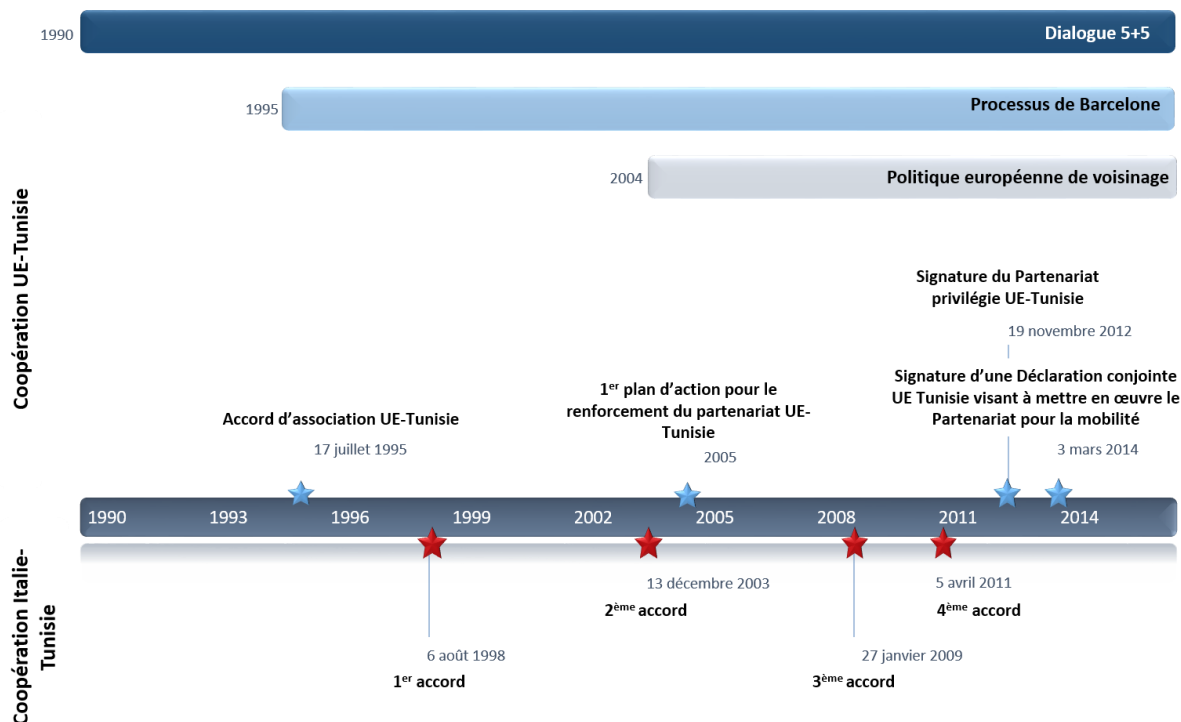 1990
Dialogue 5+5
1995
Processus de Barcelone
2004
Politique européenne de voisinage
Coopération UE-Tunisie
Signature du Partenariat
privilégie UE-Tunisie
19 novembre 2012
Signature d’une Déclaration conjointe
UE Tunisie visant à mettre en œuvre le
Partenariat pour la mobilité
3 mars 2014
1er plan d’action pour le
renforcement du partenariat UE-
Tunisie
2005
Accord d’association UE-Tunisie
17 juillet 1995
1990 1993 1996 1999 2002 2005 2008 2011 2014
Coopération Italie-
Tunisie
13 décembre 2003
2ème accord
5 avril 2011
4ème accord
6 août 1998
1er accord
27 janvier 2009
3ème accord